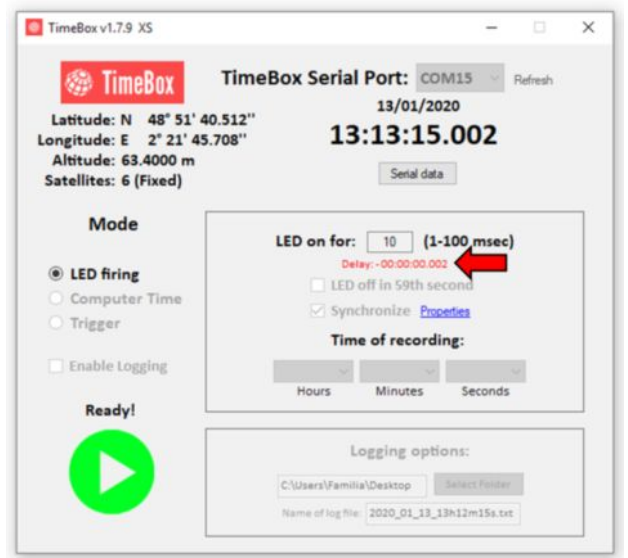 TimeBox v1.7.9 XS
TimeBox
TimeBox Serial Port: COM15 Refresh
13/01/2020
13:13:15.002
Serial data
Latitude: N 48° 51' 40.512''
Longitude: E 2° 21' 45.708''
Altitude: 63.4000 m
Satellites: 6 (Fixed)
Mode
LED firing
Computer Time
Trigger
Enable Logging
Ready!
LED on for: 10 (1-100 msec)
Delay: -00:00:00.002
LED off in 59th second
Synchronize Properties
Time of recording:
Hours Minutes Seconds
Logging options:
C:\Users\Familia\Desktop Select Folder
Name of log file: 2020_01_13_13h12m15s.txt